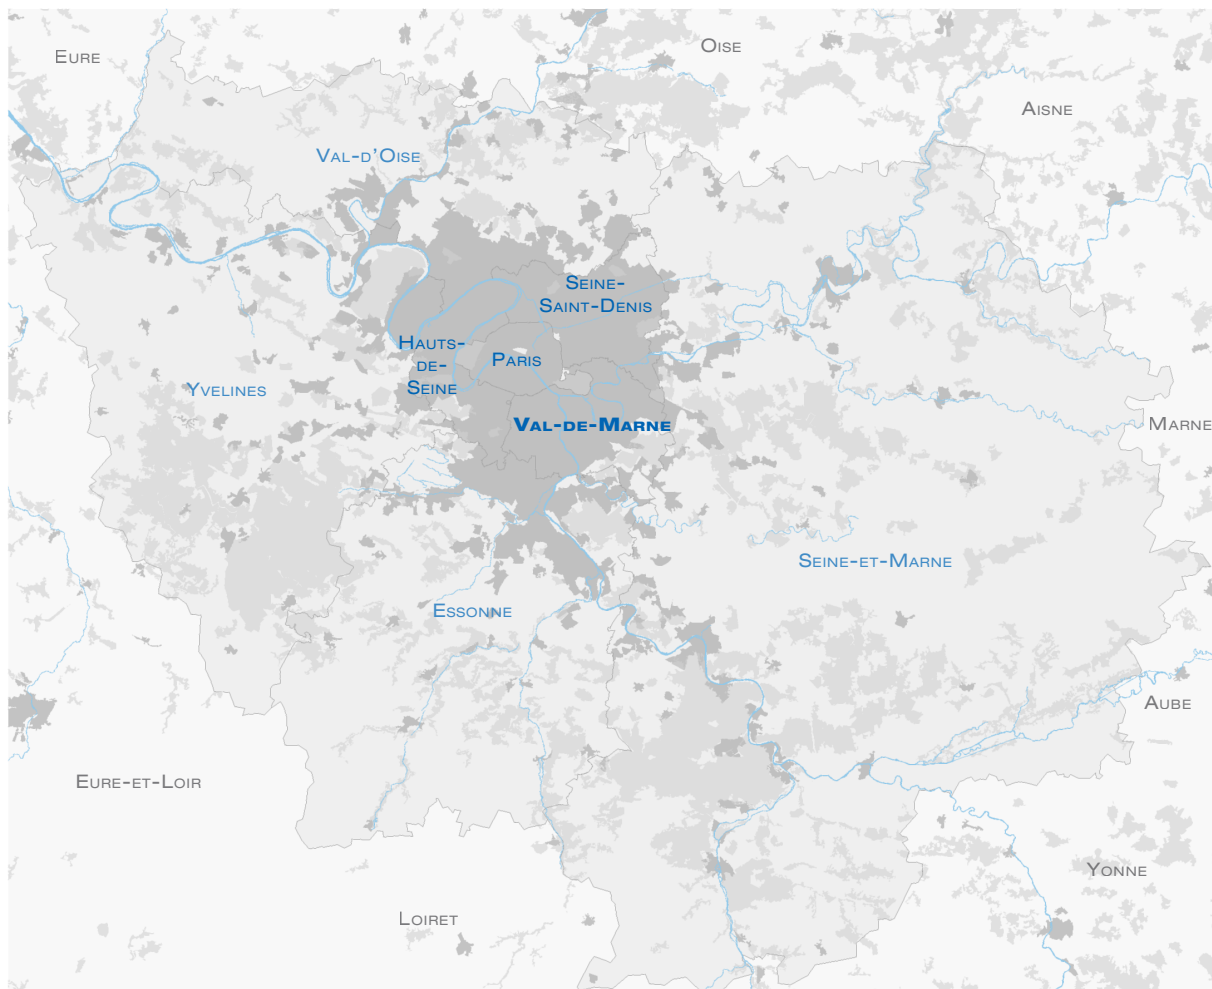 Oise
Eure
Aisne
Val-d'Oise
Seine-
Saint-Denis
Hauts-
de-
Seine
Paris
Yvelines
Val-de-Marne
Marne
Seine-et-Marne
Essonne
Aube
Eure-et-Loir
Yonne
Loiret